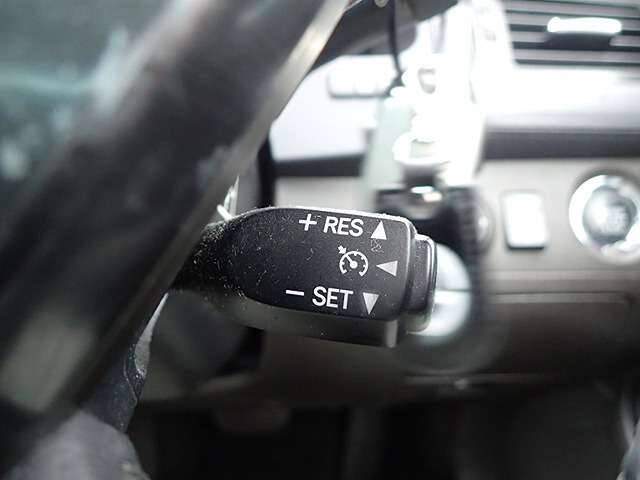 + RES ▲
◀
− SET ▼